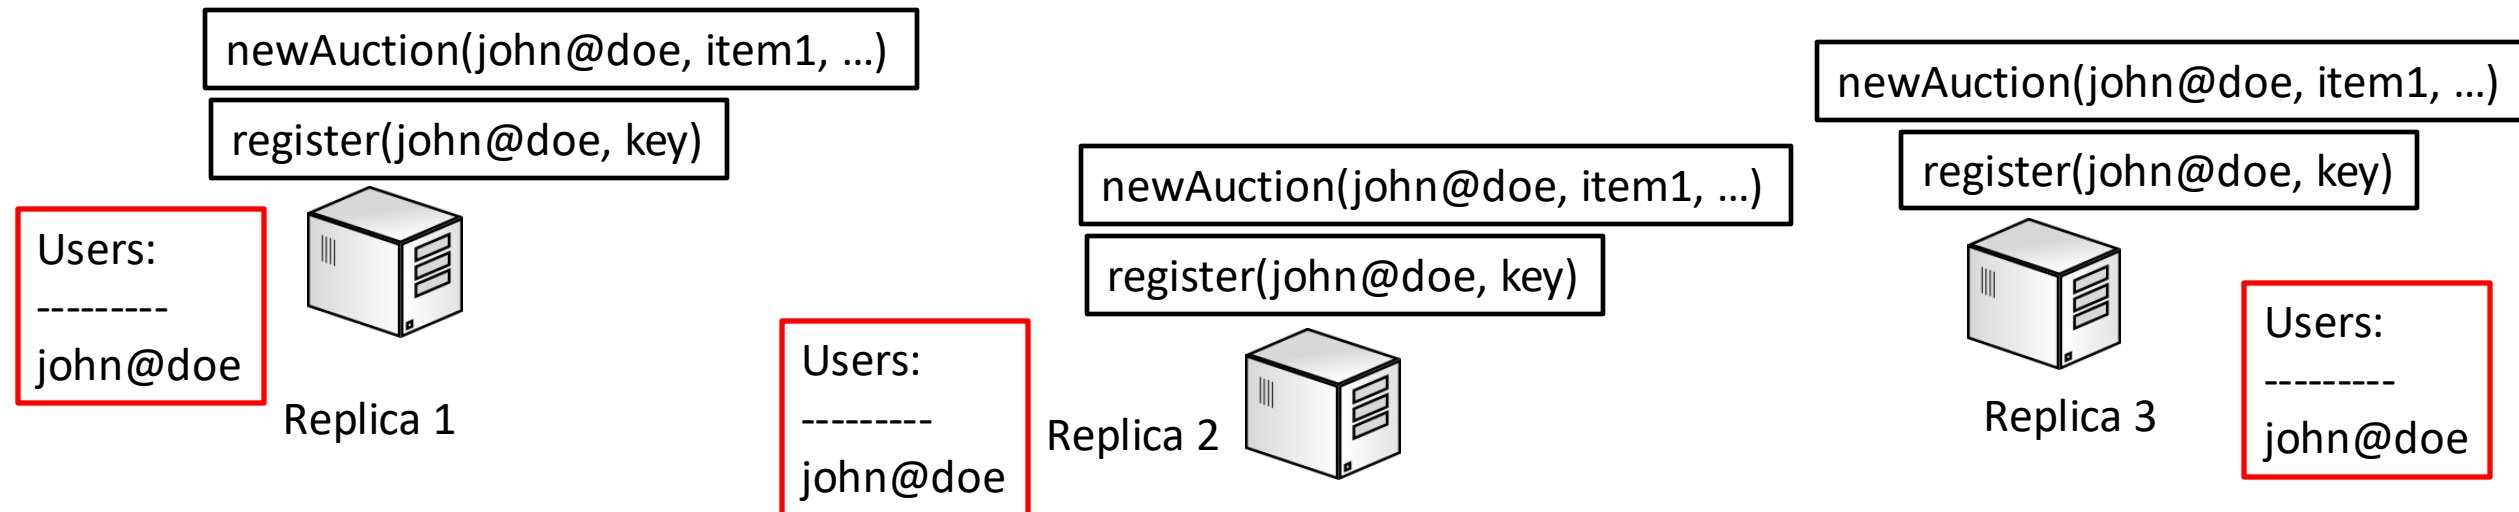 newAuction(john@doe, item1, …)
register(john@doe, key)
Users:
---------
john@doe
Replica 1
newAuction(john@doe, item1, …)
register(john@doe, key)
Users:
---------
john@doe
Replica 2
newAuction(john@doe, item1, …)
register(john@doe, key)
Replica 3
Users:
---------
john@doe